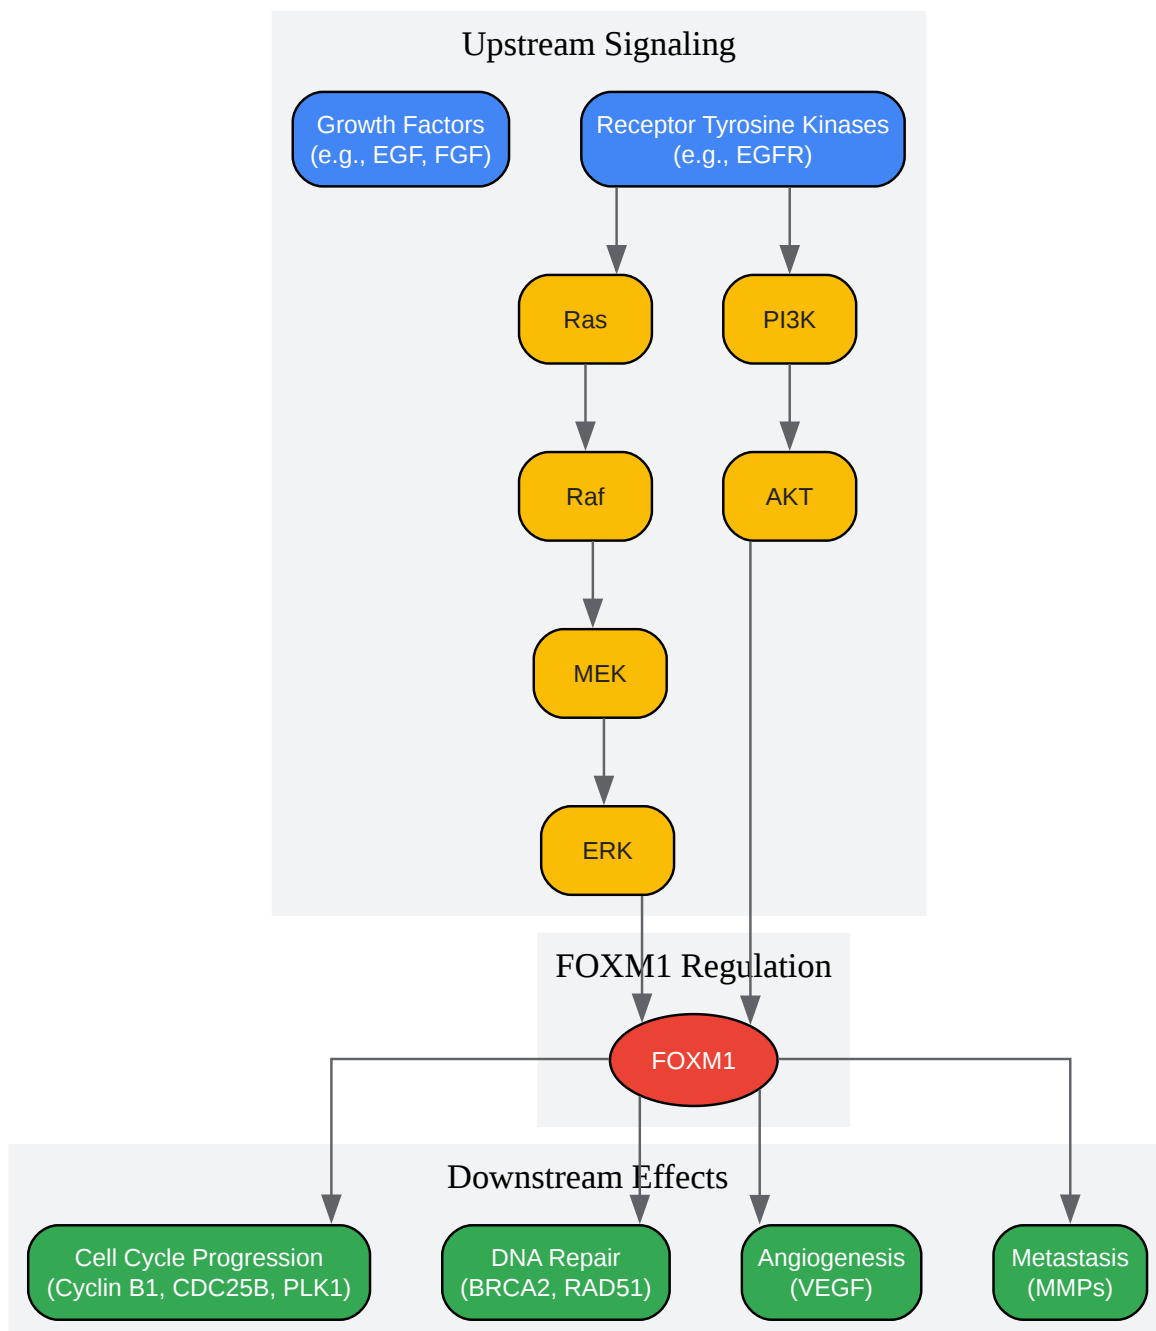 Upstream Signaling
Growth Factors
(e.g., EGF, FGF)
Receptor Tyrosine Kinases
(e.g., EGFR)
Ras
PI3K
Raf
AKT
MEK
ERK
FOXM1 Regulation
FOXM1
Downstream Effects
Cell Cycle Progression
(Cyclin B1, CDC25B, PLK1)
DNA Repair
(BRCA2, RAD51)
Angiogenesis
(VEGF)
Metastasis
(MMPs)